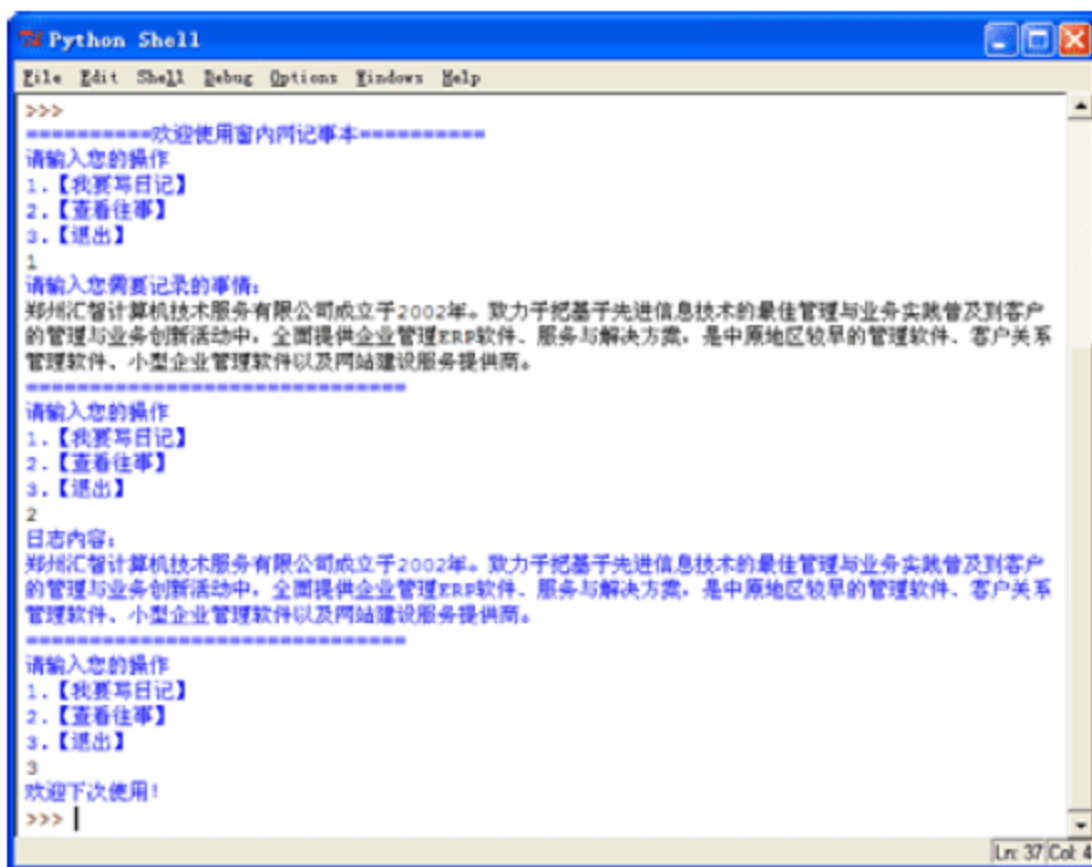 Python Shell
File Edit Shell Debug Options Windows Help
>>>
==========欢迎使用窗内网记事本==========
请输入您的操作
1.【我要写日记】
2.【查看往事】
3.【退出】
1
请输入您需要记录的事情:
郑州汇智计算机技术服务有限公司成立于2002年。致力于把基于先进信息技术的最佳管理与业务实践普及到客户
的管理与业务创新活动中，全面提供企业管理ERP软件、服务与解决方案，是中原地区较早的管理软件、客户关系
管理软件、小型企业管理软件以及网站建设服务提供商。
==============================
请输入您的操作
1.【我要写日记】
2.【查看往事】
3.【退出】
2
日志内容:
郑州汇智计算机技术服务有限公司成立于2002年。致力于把基于先进信息技术的最佳管理与业务实践普及到客户
的管理与业务创新活动中，全面提供企业管理ERP软件、服务与解决方案，是中原地区较早的管理软件、客户关系
管理软件、小型企业管理软件以及网站建设服务提供商。
==============================
请输入您的操作
1.【我要写日记】
2.【查看往事】
3.【退出】
3
欢迎下次使用!
>>>
Ln: 37 Col: 4